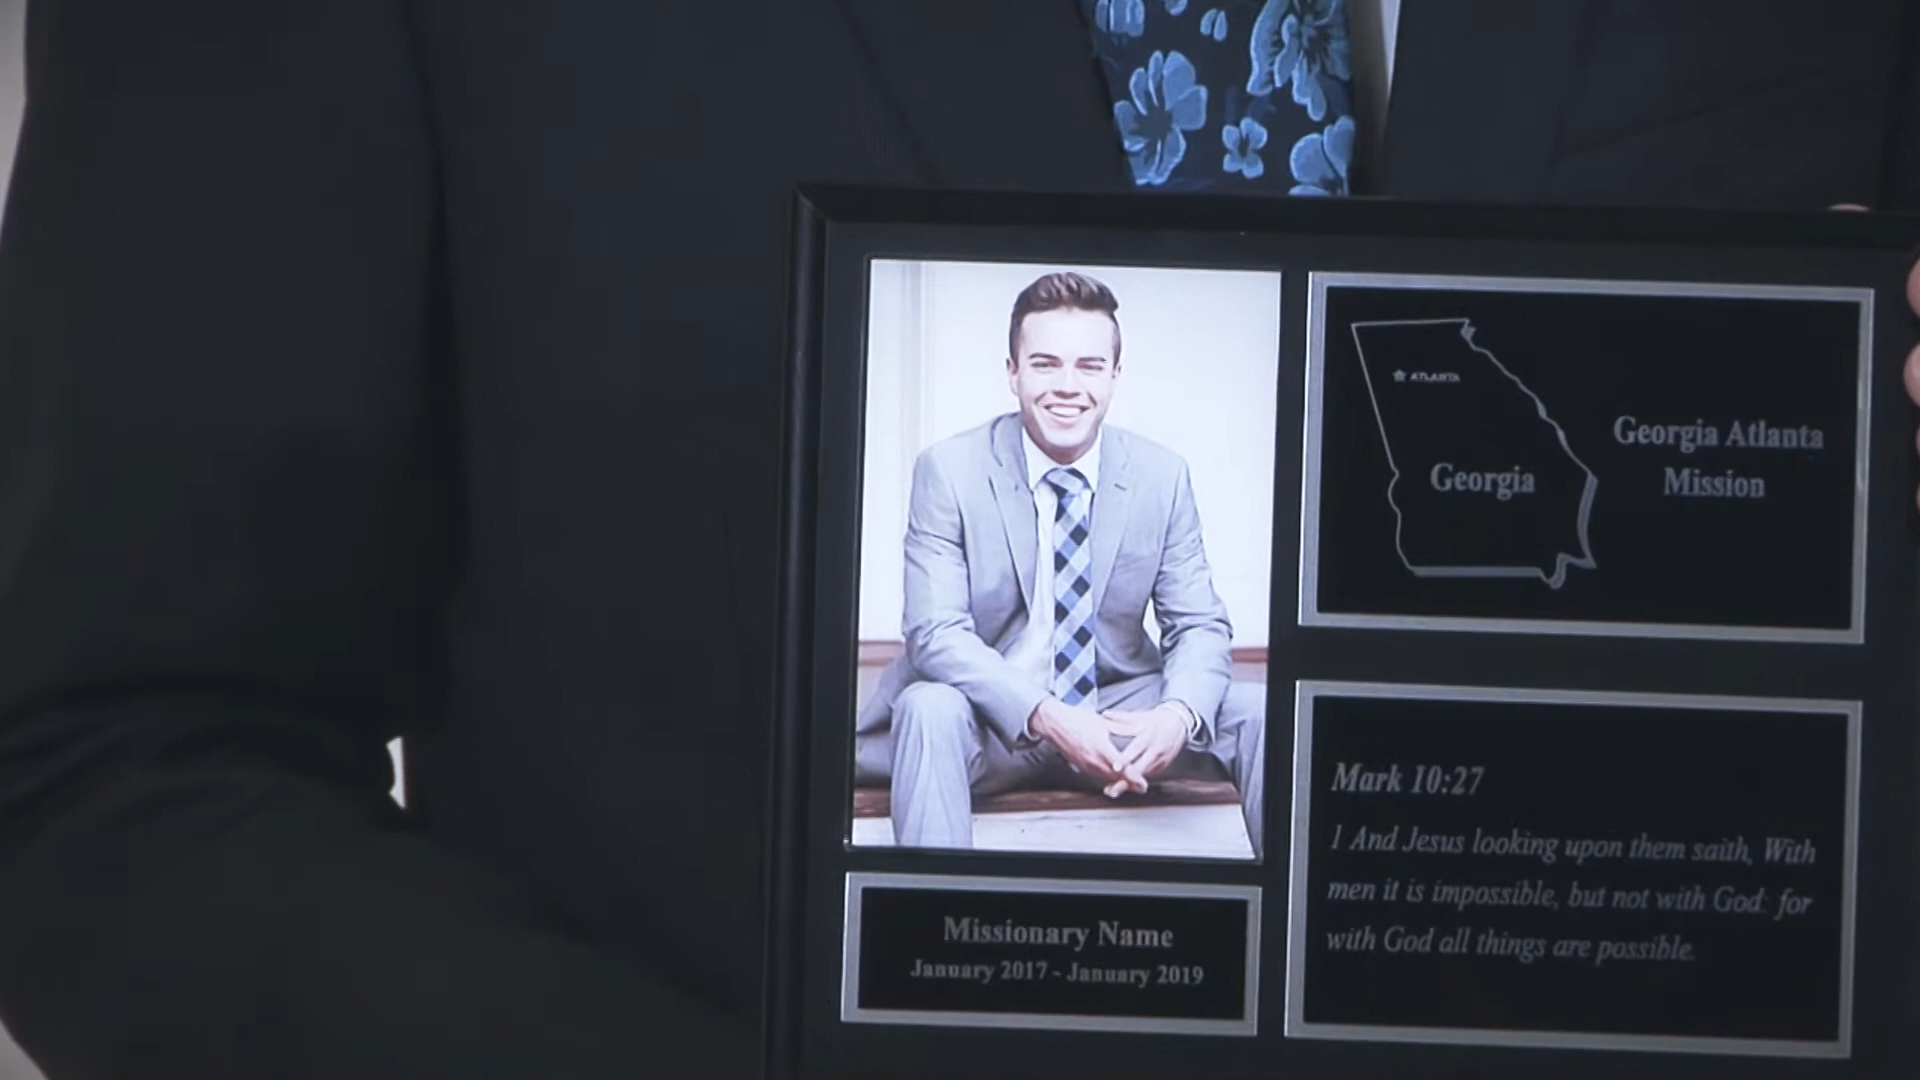 ATLANTA
Georgia
Georgia Atlanta
Mission
Mark 10:27
1 And Jesus looking upon them saith, With
men it is impossible, but not with God: for
with God all things are possible.
Missionary Name
January 2017 - January 2019